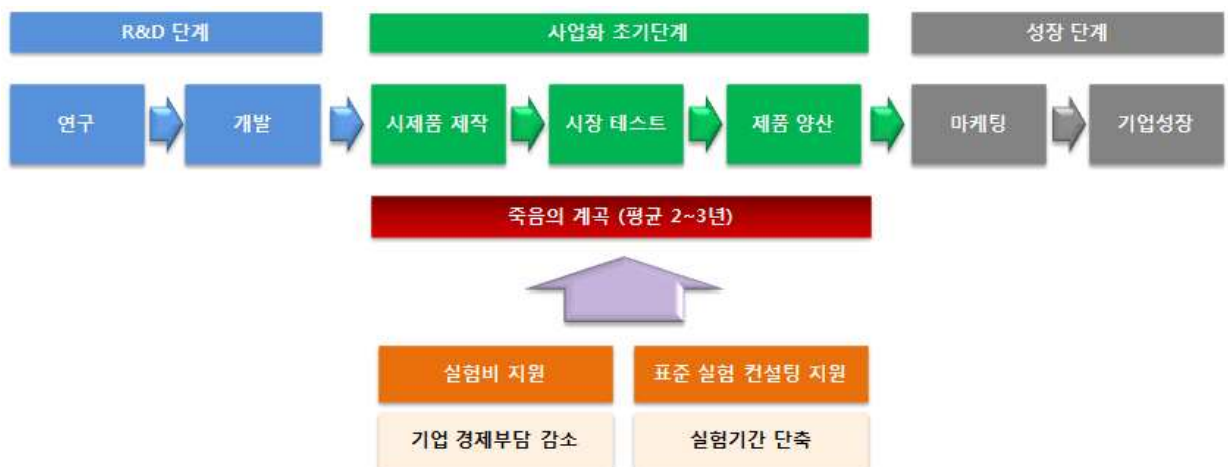 R&D 단계
사업화 초기단계
성장 단계
연구
개발
시제품 제작
시장 테스트
제품 양산
마케팅
기업성장
죽음의 계곡 (평균 2~3년)
실험비 지원
표준 실험 컨설팅 지원
기업 경제부담 감소
실험기간 단축